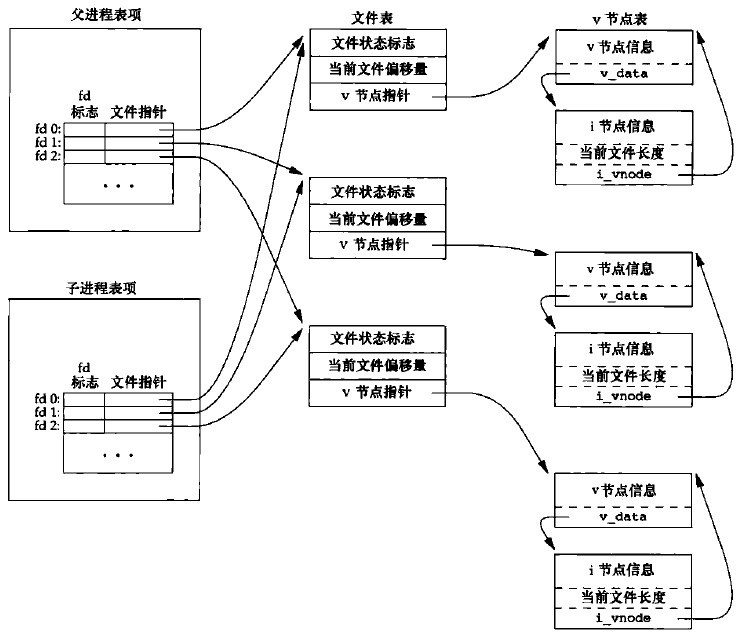 父进程表项
fd
标志 文件指针
fd 0:
fd 1:
fd 2:
...
子进程表项
fd
标志 文件指针
fd 0:
fd 1:
fd 2:
...
文件表
文件状态标志
当前文件偏移量
v 节点指针
文件状态标志
当前文件偏移量
v 节点指针
文件状态标志
当前文件偏移量
v 节点指针
v 节点表
v 节点信息
v_data
i 节点信息
当前文件长度
i_vnode
v 节点信息
v_data
i 节点信息
当前文件长度
i_vnode
v 节点信息
v_data
i 节点信息
当前文件长度
i_vnode